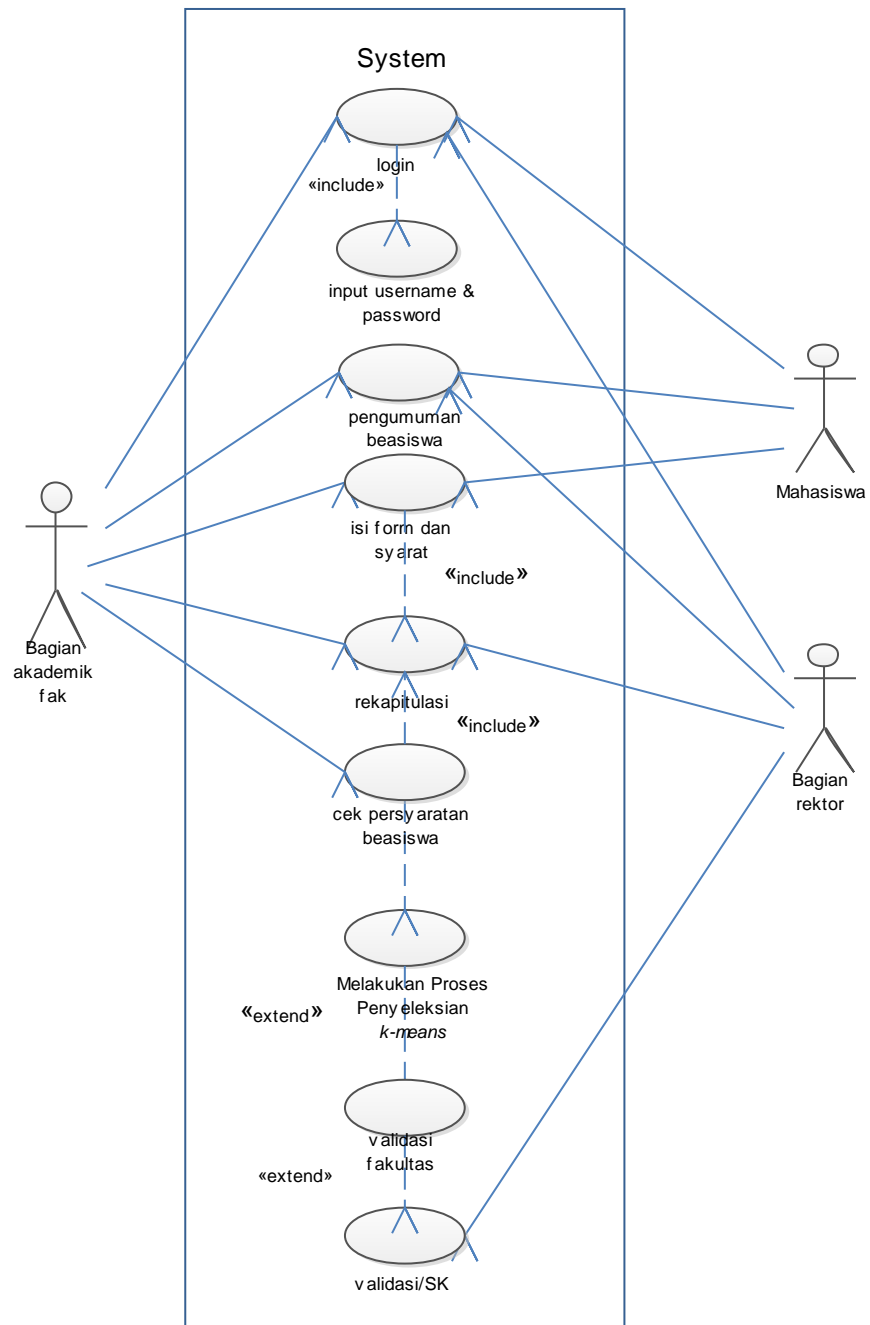 System
login
«include»
input username &
password
pengumuman
beasiswa
Mahasiswa
isi form dan
syarat
«include»
Bagian
akademik
fak
rekapitulasi
«include»
Bagian
rektor
cek persyaratan
beasiswa
Melakukan Proses
Penyeleksian
k-means
«extend»
validasi
fakultas
«extend»
validasi/SK